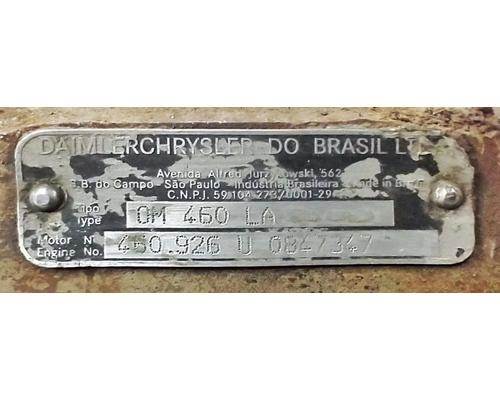 DAIMLERCHRYSLER DO BRASIL LT
Avenida Alfred Jurzykowski, 562
S.B. do Campo - São Paulo - Indústria Brasileira - Made in Brazil
C.N.P.J. 59.104.273/0001-29
Tipo
Type OM 460 LA
Motor N°
Engine No. 460.926 U 0847347